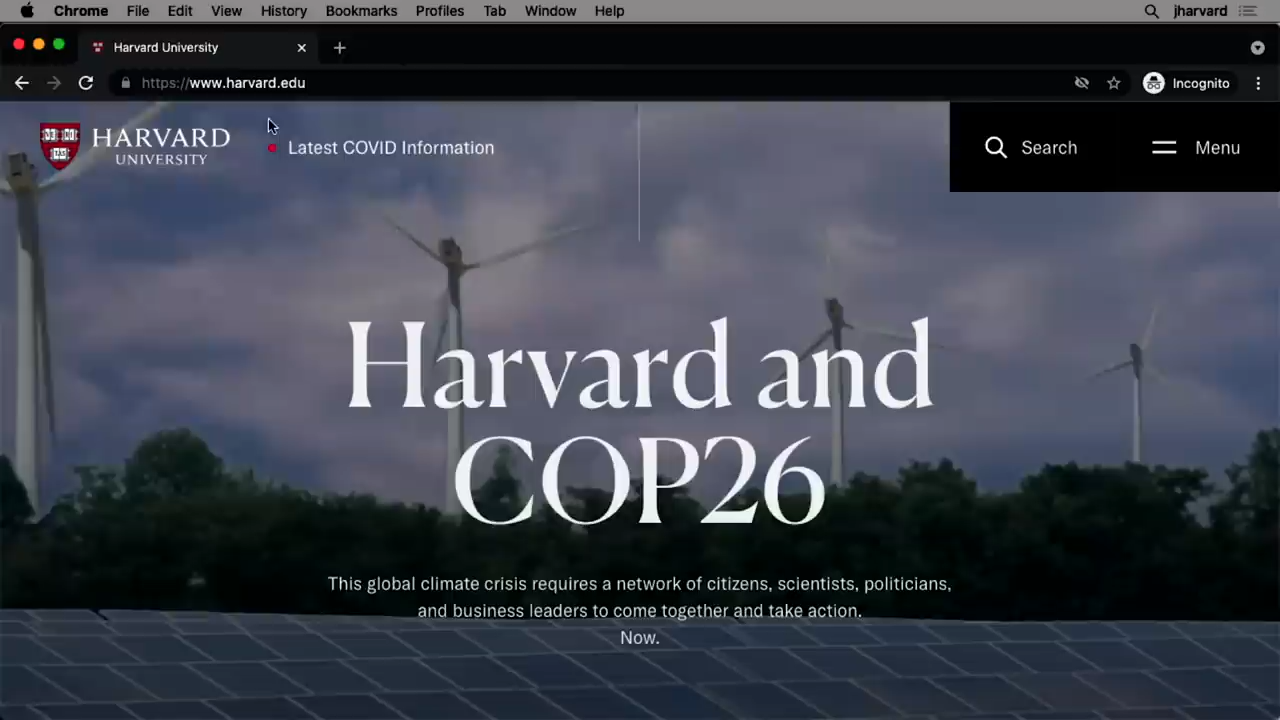 Chrome File Edit View History Bookmarks Profiles Tab Window Help jharvard
Harvard University
https://www.harvard.edu Incognito
HARVARD
UNIVERSITY
Latest COVID Information
Search Menu
Harvard and
COP26
This global climate crisis requires a network of citizens, scientists, politicians,
and business leaders to come together and take action.
Now.